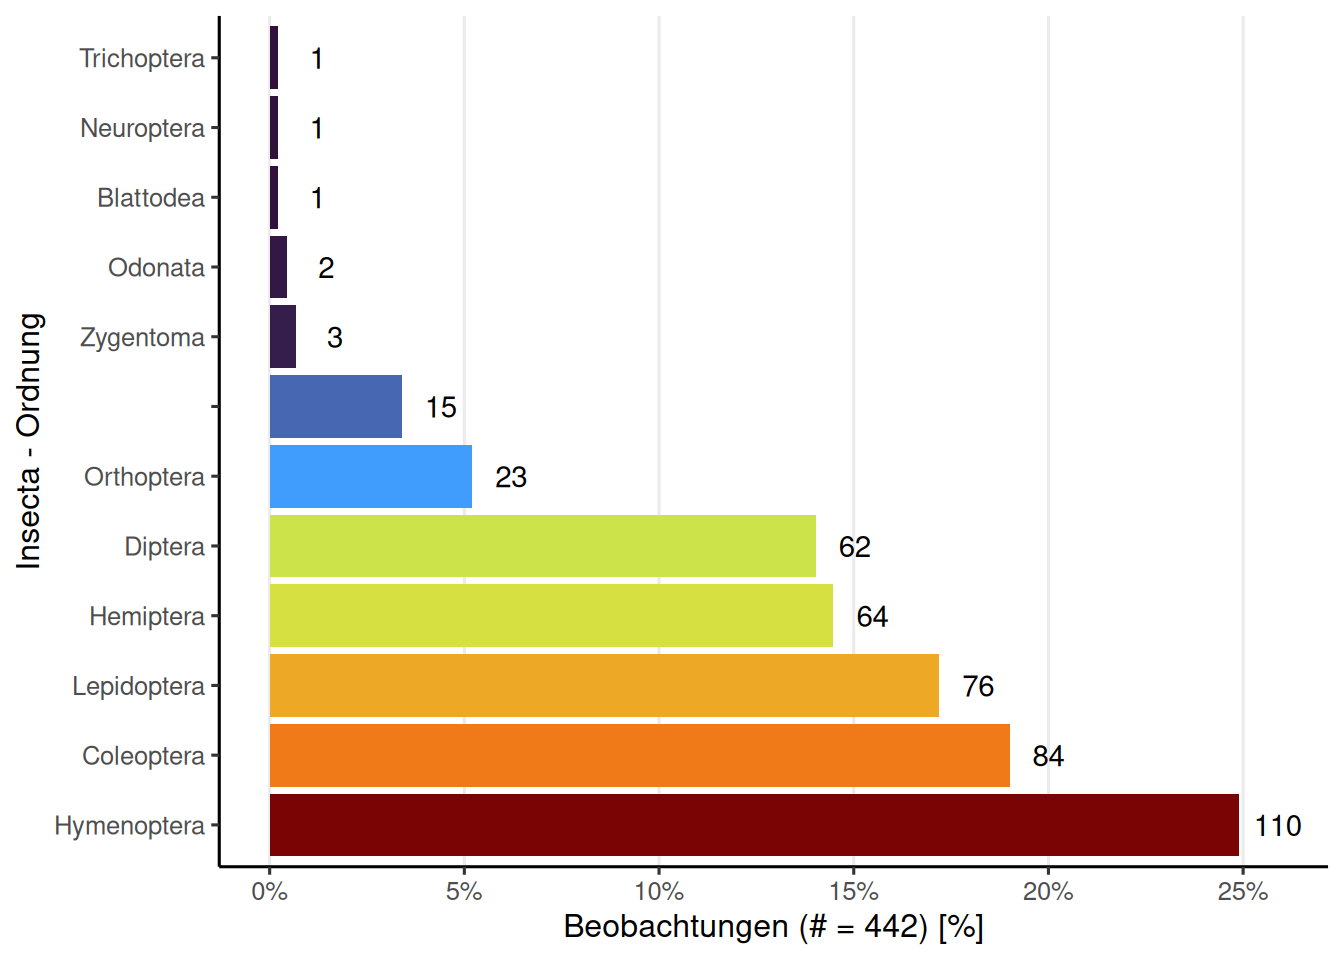 Insecta - Ordnung
Trichoptera 1
Neuroptera 1
Blattodea 1
Odonata 2
Zygentoma 3
15
Orthoptera 23
Diptera 62
Hemiptera 64
Lepidoptera 76
Coleoptera 84
Hymenoptera 110
0% 5% 10% 15% 20% 25%
Beobachtungen (# = 442) [%]